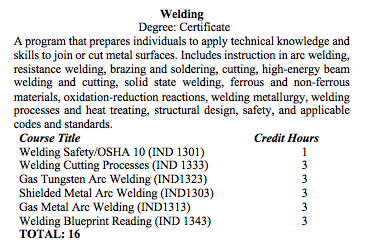 Welding
Degree: Certificate
A program that prepares individuals to apply technical knowledge and
skills to join or cut metal surfaces. Includes instruction in arc welding,
resistance welding, brazing and soldering, cutting, high-energy beam
welding and cutting, solid state welding, ferrous and non-ferrous
materials, oxidation-reduction reactions, welding metallurgy, welding
processes and heat treating, structural design, safety, and applicable
codes and standards.
Course Title Credit Hours
Welding Safety/OSHA 10 (IND 1301) 1
Welding Cutting Processes (IND 1333) 3
Gas Tungsten Arc Welding (IND1323) 3
Shielded Metal Arc Welding (IND1303) 3
Gas Metal Arc Welding (IND1313) 3
Welding Blueprint Reading (IND 1343) 3
TOTAL: 16